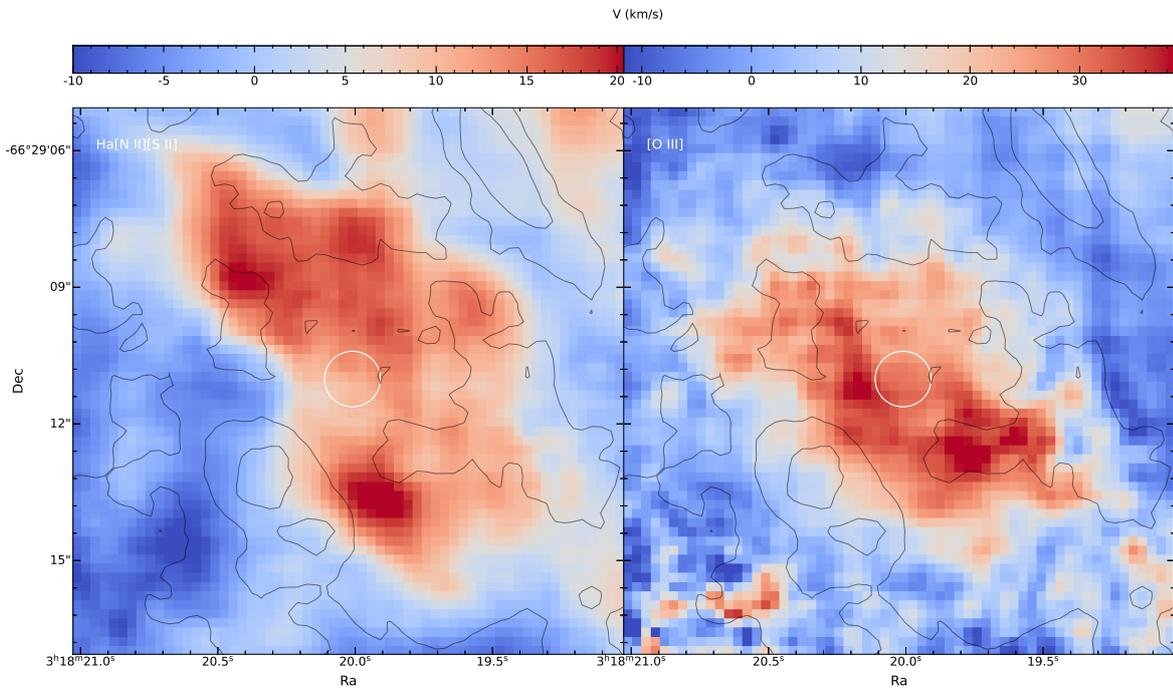 V (km/s)
-10 -5 0 5 10 15 20 -10 0 10 20 30
Ha[N II][S II] [O III]
-66°29'06"
09"
12"
15"
Dec
3ʰ18ᵐ21.0ˢ 20.5ˢ 20.0ˢ 19.5ˢ 3ʰ18ᵐ21.0ˢ 20.5ˢ 20.0ˢ 19.5ˢ
Ra Ra